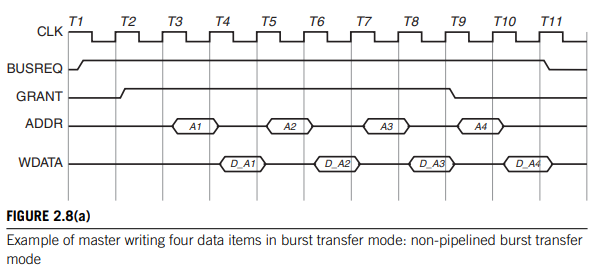 T1 T2 T3 T4 T5 T6 T7 T8 T9 T10 T11
CLK
BUSREQ
GRANT
ADDR A1 A2 A3 A4
WDATA D_A1 D_A2 D_A3 D_A4
FIGURE 2.8(a)
Example of master writing four data items in burst transfer mode: non-pipelined burst transfer
mode